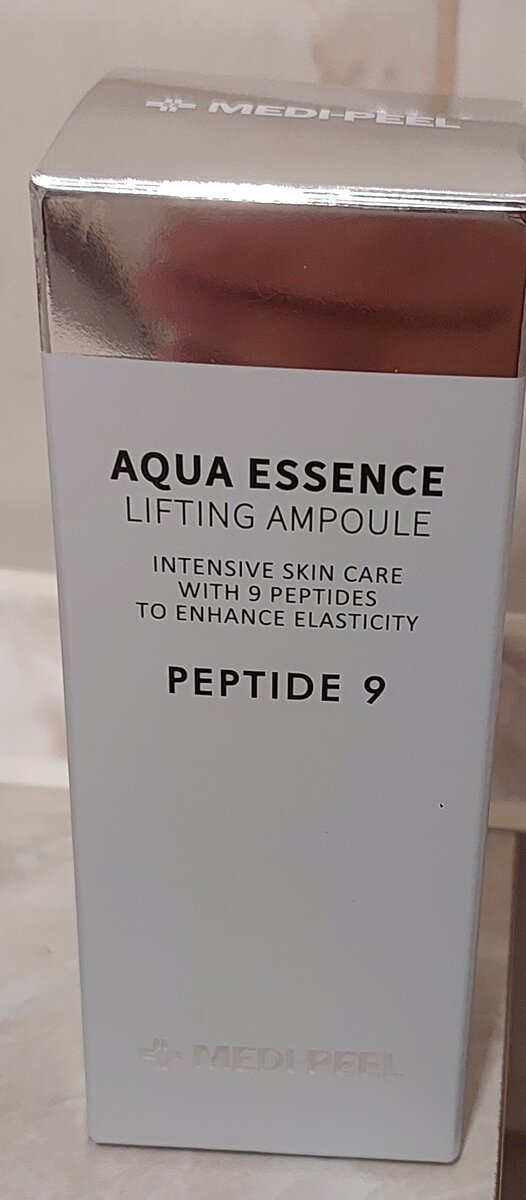 MEDI-PEEL
AQUA ESSENCE
LIFTING AMPOULE
INTENSIVE SKIN CARE
WITH 9 PEPTIDES
TO ENHANCE ELASTICITY
PEPTIDE 9
MEDI-PEEL